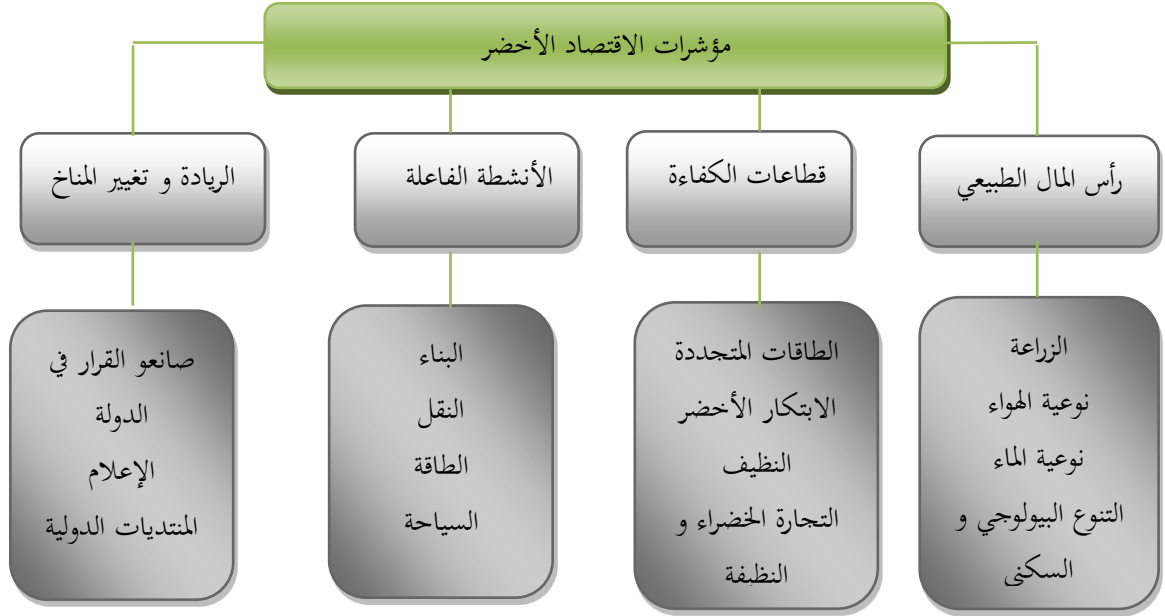 مؤشرات الاقتصاد الأخضر
رأس المال الطبيعي
قطاعات الكفاءة
الأنشطة الفاعلة
الريادة و تغيير المناخ
الزراعة
نوعية الهواء
نوعية الماء
التنوع البيولوجي و
السكنى
الطاقات المتجددة
الابتكار الأخضر
النظيف
التجارة الخضراء و
النظيفة
البناء
النقل
الطاقة
السياحة
صانعو القرار في
الدولة
الإعلام
المنتديات الدولية